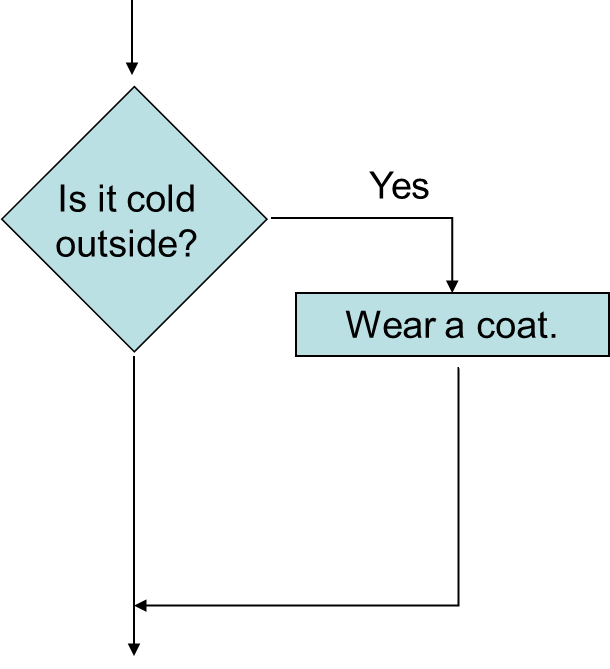 Is it cold
outside?
Yes
Wear a coat.